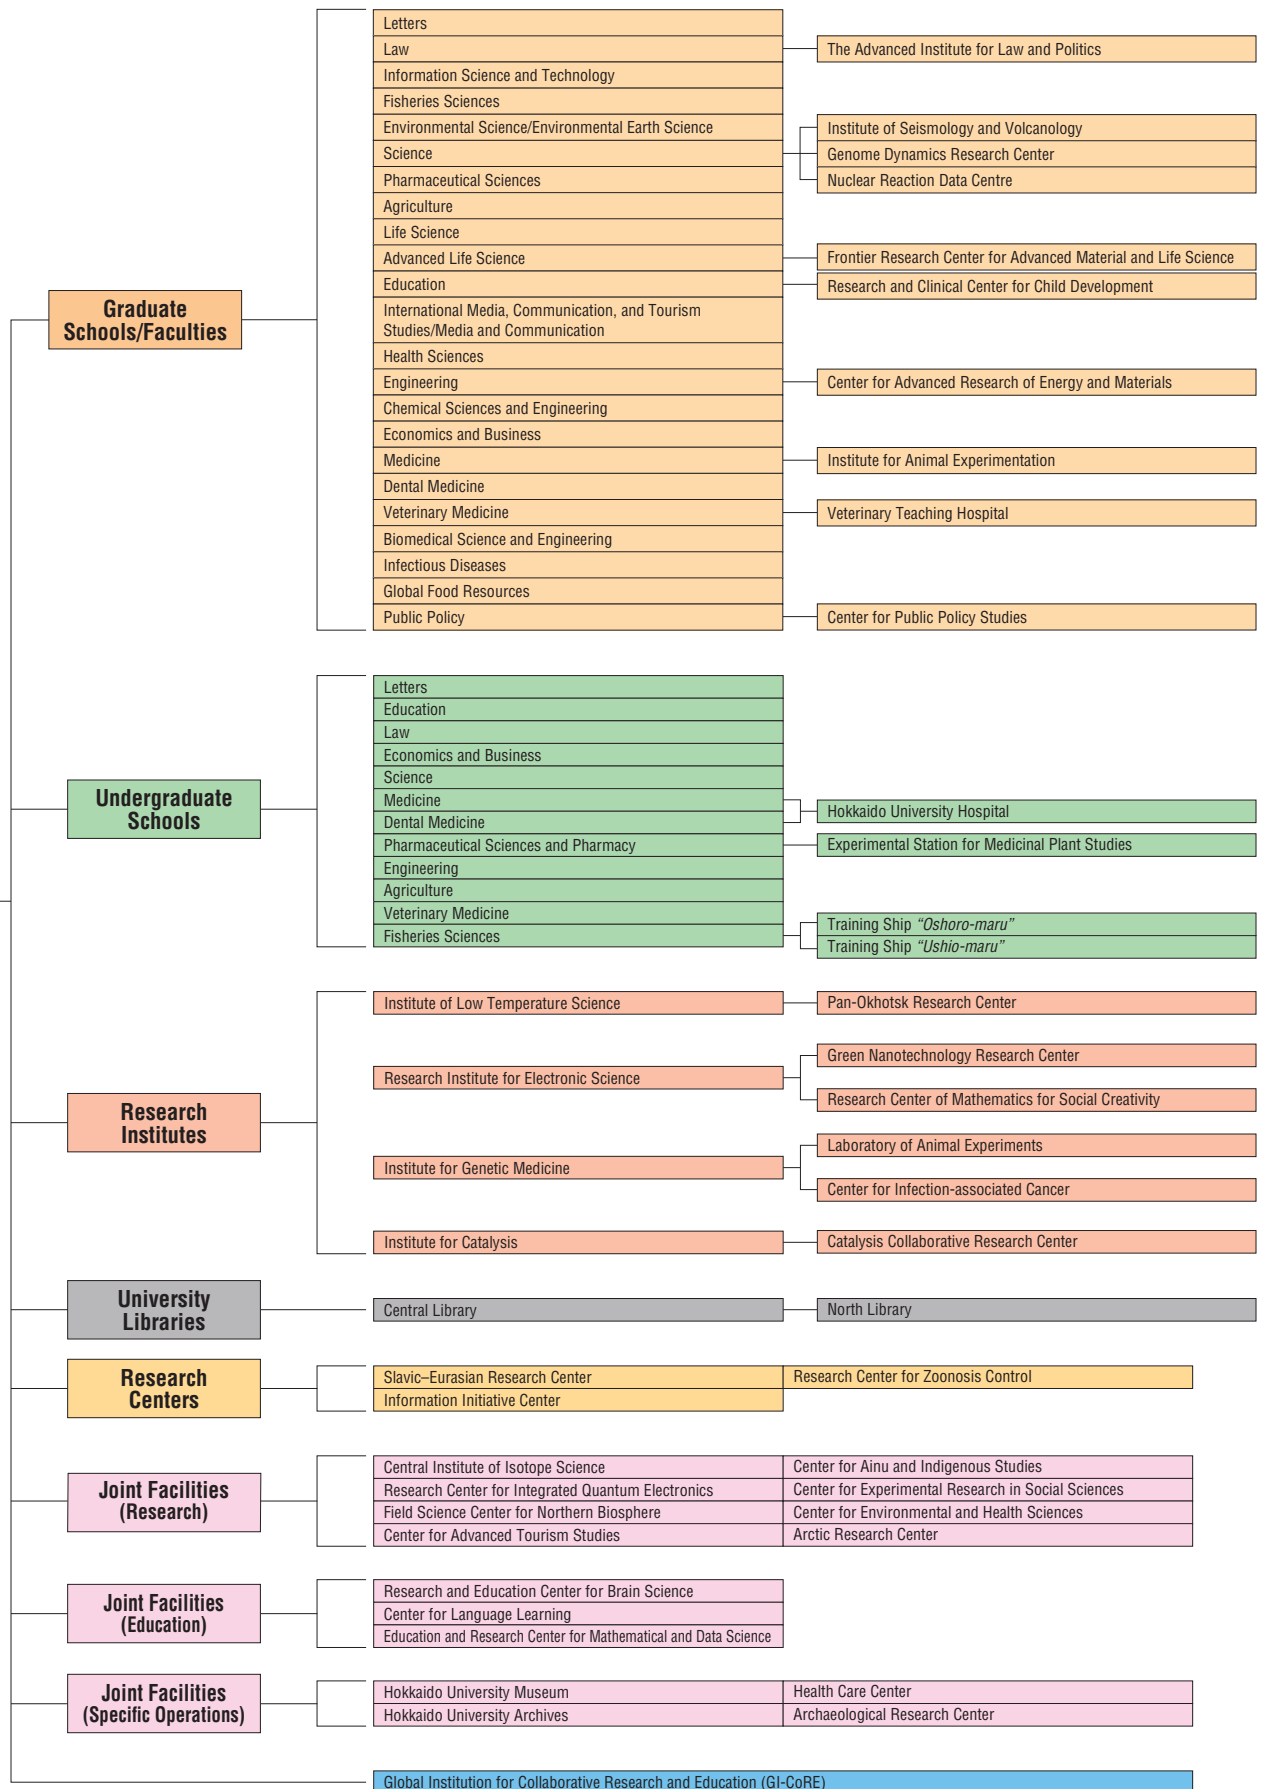 Graduate
Schools/Faculties
Letters
Law
The Advanced Institute for Law and Politics
Information Science and Technology
Fisheries Sciences
Environmental Science/Environmental Earth Science
Science
Institute of Seismology and Volcanology
Genome Dynamics Research Center
Nuclear Reaction Data Centre
Pharmaceutical Sciences
Agriculture
Life Science
Advanced Life Science
Frontier Research Center for Advanced Material and Life Science
Education
Research and Clinical Center for Child Development
International Media, Communication, and Tourism
Studies/Media and Communication
Health Sciences
Engineering
Center for Advanced Research of Energy and Materials
Chemical Sciences and Engineering
Economics and Business
Medicine
Institute for Animal Experimentation
Dental Medicine
Veterinary Medicine
Veterinary Teaching Hospital
Biomedical Science and Engineering
Infectious Diseases
Global Food Resources
Public Policy
Center for Public Policy Studies
Undergraduate
Schools
Letters
Education
Law
Economics and Business
Science
Medicine
Dental Medicine
Hokkaido University Hospital
Pharmaceutical Sciences and Pharmacy
Experimental Station for Medicinal Plant Studies
Engineering
Agriculture
Veterinary Medicine
Fisheries Sciences
Training Ship “Oshoro-maru”
Training Ship “Ushio-maru”
Research
Institutes
Institute of Low Temperature Science
Pan-Okhotsk Research Center
Research Institute for Electronic Science
Green Nanotechnology Research Center
Research Center of Mathematics for Social Creativity
Institute for Genetic Medicine
Laboratory of Animal Experiments
Center for Infection-associated Cancer
Institute for Catalysis
Catalysis Collaborative Research Center
University
Libraries
Central Library
North Library
Research
Centers
Slavic–Eurasian Research Center
Research Center for Zoonosis Control
Information Initiative Center
Joint Facilities
(Research)
Central Institute of Isotope Science
Center for Ainu and Indigenous Studies
Research Center for Integrated Quantum Electronics
Center for Experimental Research in Social Sciences
Field Science Center for Northern Biosphere
Center for Environmental and Health Sciences
Center for Advanced Tourism Studies
Arctic Research Center
Joint Facilities
(Education)
Research and Education Center for Brain Science
Center for Language Learning
Education and Research Center for Mathematical and Data Science
Joint Facilities
(Specific Operations)
Hokkaido University Museum
Health Care Center
Hokkaido University Archives
Archaeological Research Center
Global Institution for Collaborative Research and Education (GI-CoRE)